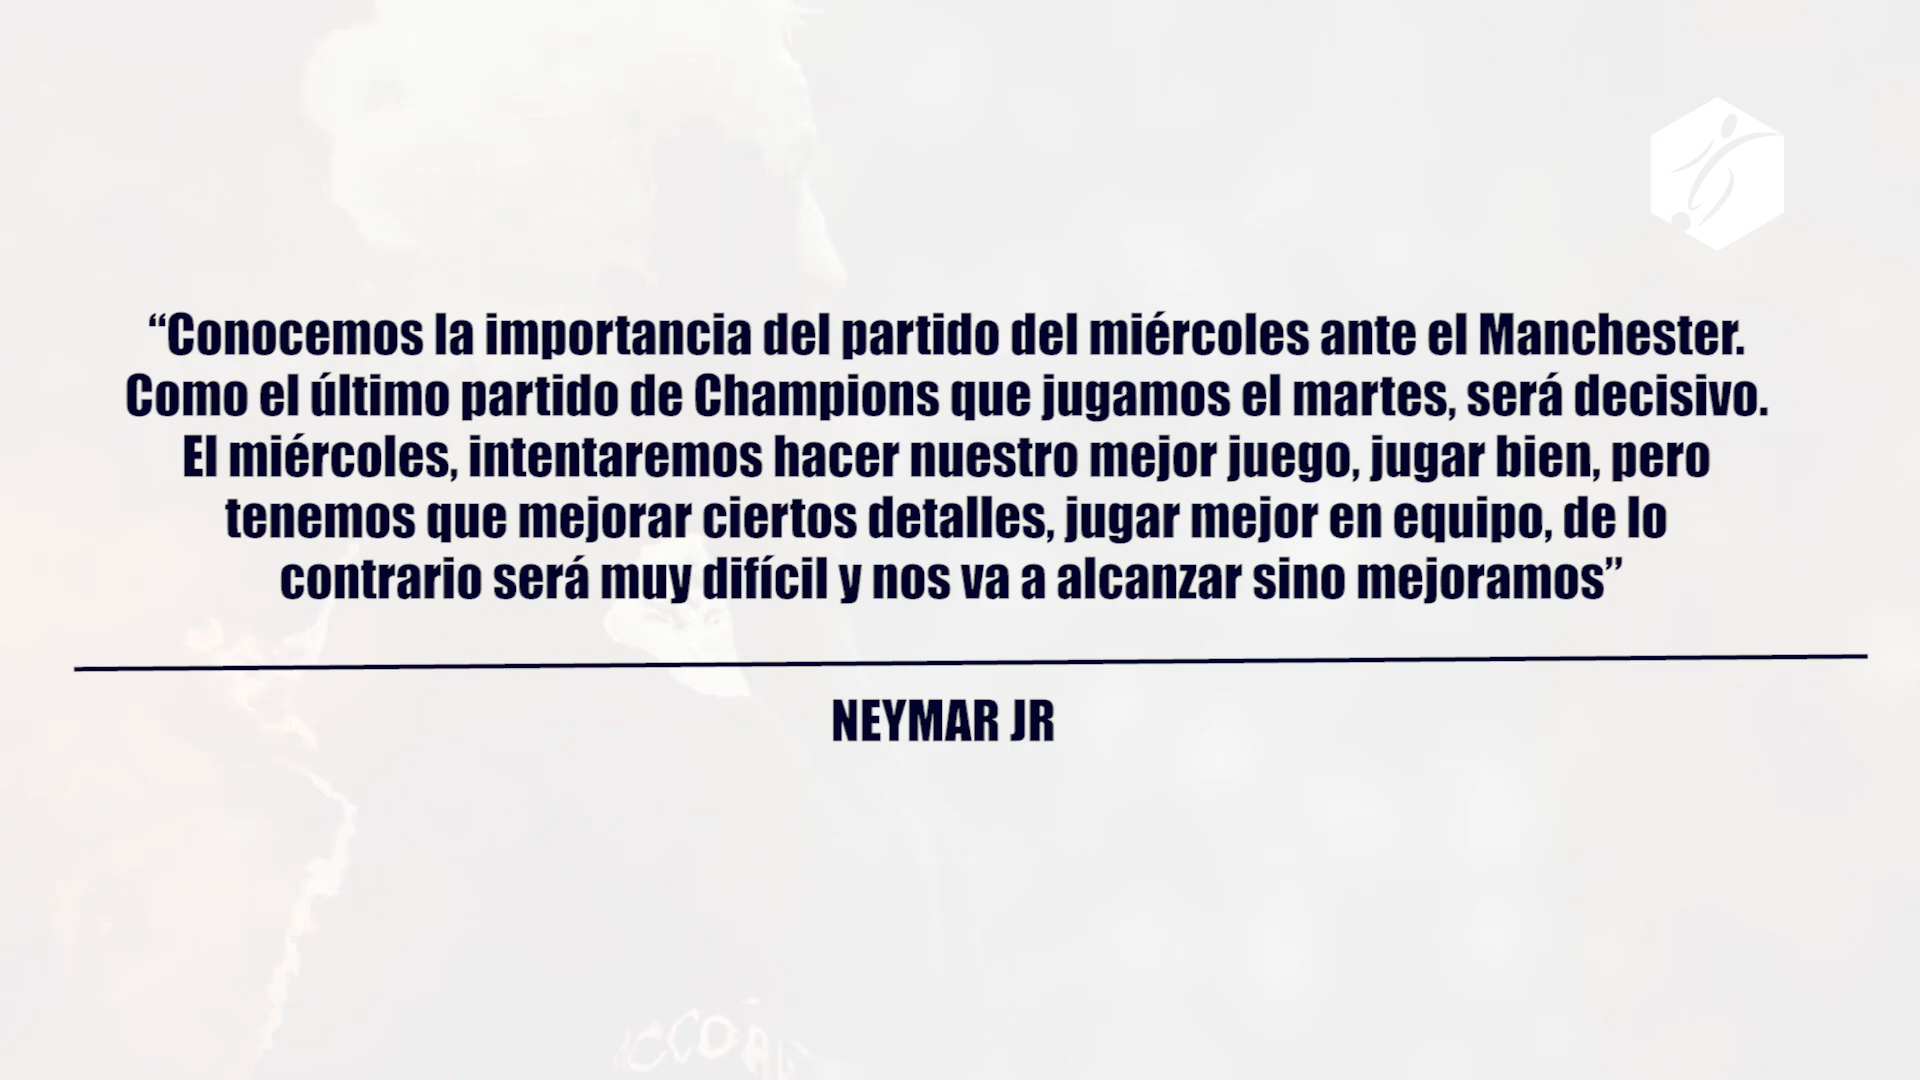 “Conocemos la importancia del partido del miércoles ante el Manchester.
Como el último partido de Champions que jugamos el martes, será decisivo.
El miércoles, intentaremos hacer nuestro mejor juego, jugar bien, pero
tenemos que mejorar ciertos detalles, jugar mejor en equipo, de lo
contrario será muy difícil y nos va a alcanzar sino mejoramos”
NEYMAR JR